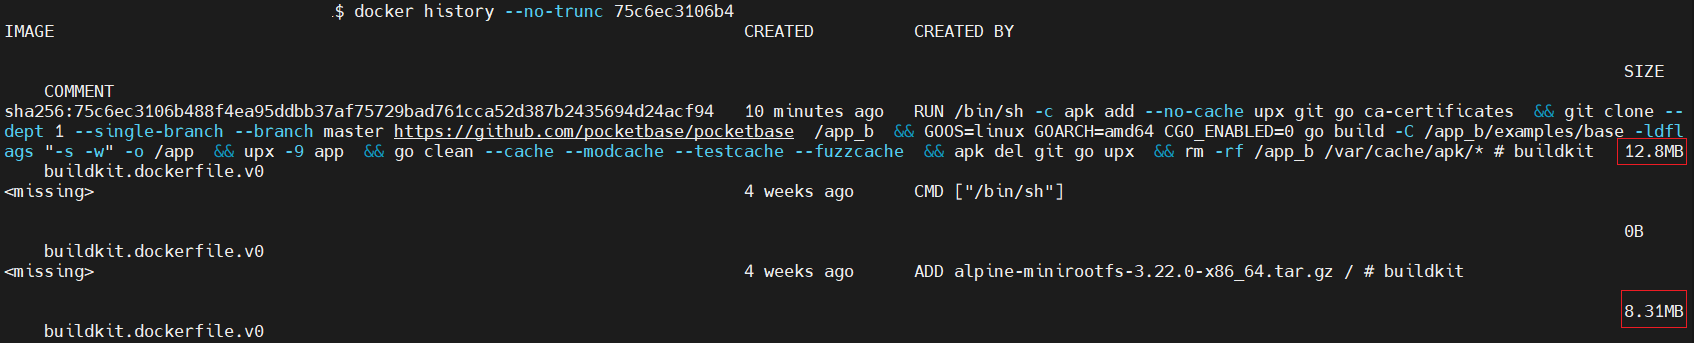 $ docker history --no-trunc 75c6ec3106b4
IMAGE CREATED CREATED BY
SIZE
COMMENT
sha256:75c6ec3106b488f4ea95ddbb37af75729bad761cca52d387b2435694d24acf94 10 minutes ago RUN /bin/sh -c apk add --no-cache upx git go ca-certificates && git clone --
dept 1 --single-branch --branch master https://github.com/pocketbase/pocketbase /app_b && GOOS=linux GOARCH=amd64 CGO_ENABLED=0 go build -C /app_b/examples/base -ldfl
ags "-s -w" -o /app && upx -9 app && go clean --cache --modcache --testcache --fuzzcache && apk del git go upx && rm -rf /app_b /var/cache/apk/* # buildkit 12.8MB
buildkit.dockerfile.v0
<missing> 4 weeks ago CMD ["/bin/sh"]
0B
buildkit.dockerfile.v0
<missing> 4 weeks ago ADD alpine-minirootfs-3.22.0-x86_64.tar.gz / # buildkit
8.31MB
buildkit.dockerfile.v0